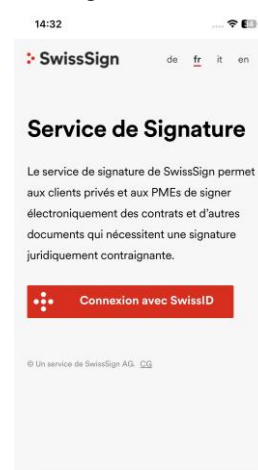 14:32
SwissSign de fr it en
Service de Signature
Le service de signature de SwissSign permet
aux clients privés et aux PMEs de signer
électroniquement des contrats et d'autres
documents qui nécessitent une signature
juridiquement contraignante.
Connexion avec SwissID
© Un service de SwissSign AG. CG